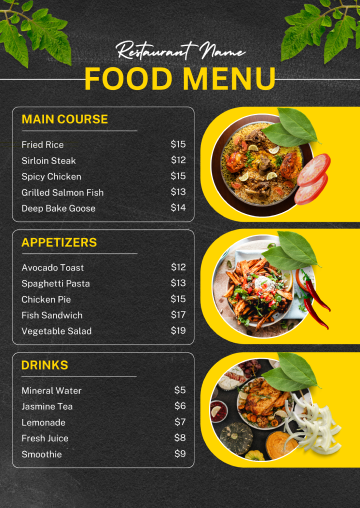 Restaurant Name
FOOD MENU
MAIN COURSE
Fried Rice $15
Sirloin Steak $12
Spicy Chicken $15
Grilled Salmon Fish $13
Deep Bake Goose $14
APPETIZERS
Avocado Toast $12
Spaghetti Pasta $13
Chicken Pie $15
Fish Sandwich $17
Vegetable Salad $19
DRINKS
Mineral Water $5
Jasmine Tea $6
Lemonade $7
Fresh Juice $8
Smoothie $9